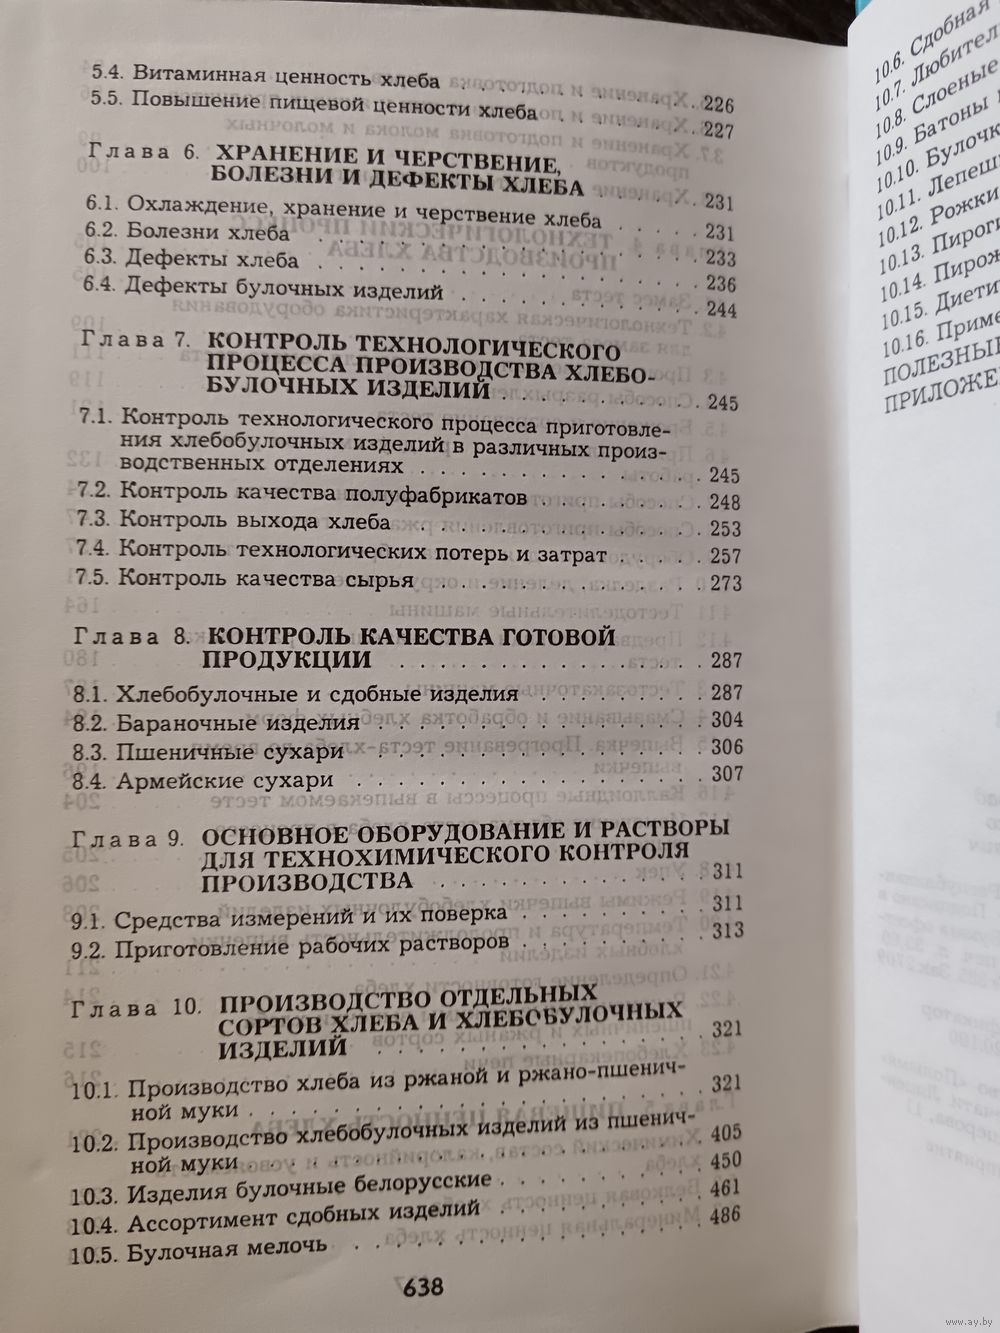 5.4. Витаминная ценность хлеба . . . . . . . . . 226
5.5. Повышение пищевой ценности хлеба . . . . . . 227
Глава 6. ХРАНЕНИЕ И ЧЕРСТВЕНИЕ,
БОЛЕЗНИ И ДЕФЕКТЫ ХЛЕБА . . . . . . 231
6.1. Охлаждение, хранение и черствение хлеба . . . . . 231
6.2. Болезни хлеба . . . . . . . . . . . . . . . 233
6.3. Дефекты хлеба . . . . . . . . . . . . . . . 236
6.4. Дефекты булочных изделий . . . . . . . . . . 244
Глава 7. КОНТРОЛЬ ТЕХНОЛОГИЧЕСКОГО
ПРОЦЕССА ПРОИЗВОДСТВА ХЛЕБО-
БУЛОЧНЫХ ИЗДЕЛИЙ . . . . . . . . . 245
7.1. Контроль технологического процесса приготовле-
ния хлебобулочных изделий в различных произ-
водственных отделениях . . . . . . . . . . . 245
7.2. Контроль качества полуфабрикатов . . . . . . . 248
7.3. Контроль выхода хлеба . . . . . . . . . . . . 253
7.4. Контроль технологических потерь и затрат . . . . . 257
7.5. Контроль качества сырья . . . . . . . . . . . 273
Глава 8. КОНТРОЛЬ КАЧЕСТВА ГОТОВОЙ
ПРОДУКЦИИ . . . . . . . . . . . . . 287
8.1. Хлебобулочные и сдобные изделия . . . . . . . . 287
8.2. Бараночные изделия . . . . . . . . . . . . . 304
8.3. Пшеничные сухари . . . . . . . . . . . . . . 306
8.4. Армейские сухари . . . . . . . . . . . . . . 307
Глава 9. ОСНОВНОЕ ОБОРУДОВАНИЕ И РАСТВОРЫ
ДЛЯ ТЕХНОХИМИЧЕСКОГО КОНТРОЛЯ
ПРОИЗВОДСТВА . . . . . . . . . . . . 311
9.1. Средства измерений и их поверка . . . . . . . . 311
9.2. Приготовление рабочих растворов . . . . . . . . 313
Глава 10. ПРОИЗВОДСТВО ОТДЕЛЬНЫХ
СОРТОВ ХЛЕБА И ХЛЕБОБУЛОЧНЫХ
ИЗДЕЛИЙ . . . . . . . . . . . . . 321
10.1. Производство хлеба из ржаной и ржано-пшенич-
ной муки . . . . . . . . . . . . . . . . . 321
10.2. Производство хлебобулочных изделий из пшенич-
ной муки . . . . . . . . . . . . . . . . . 405
10.3. Изделия булочные белорусские . . . . . . . . . 450
10.4. Ассортимент сдобных изделий . . . . . . . . . 461
10.5. Булочная мелочь . . . . . . . . . . . . . . 486
638
10.6. Сдобная
10.7.
10.8. Слоеные
10.9. Батоны
10.10.
10.11.
10.12. Рожки
10.13.
10.14.
10.15.
10.16.
www.ay.by